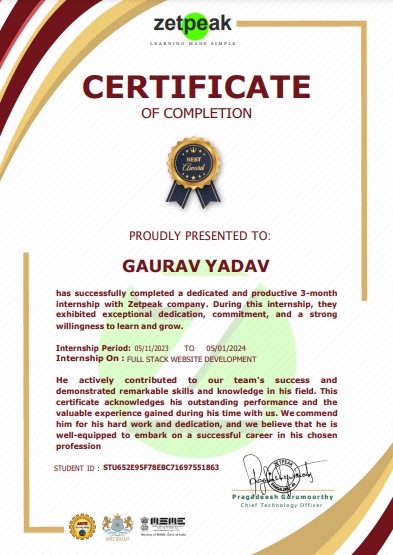 zetpeak
LEARNING MADE SIMPLE
CERTIFICATE
OF COMPLETION
BEST
Award
PROUDLY PRESENTED TO:
GAURAV YADAV
has successfully completed a dedicated and productive 3-month
internship with Zetpeak company. During this internship, they
exhibited exceptional dedication, commitment, and a strong
willingness to learn and grow.
Internship Period: 05/11/2023 TO 05/01/2024
Internship On : FULL STACK WEBSITE DEVELOPMENT
He actively contributed to our team's success and
demonstrated remarkable skills and knowledge in his field. This
certificate acknowledges his outstanding performance and the
valuable experience gained during his time with us. We commend
him for his hard work and dedication, and we believe that he is
well-equipped to embark on a successful career in his chosen
profession
STUDENT ID : STU652E95F78EBC71697551863
ZETPEAK
Pragadeesh Gurumoorthy
Chief Technology Officer
AICTE
MSME